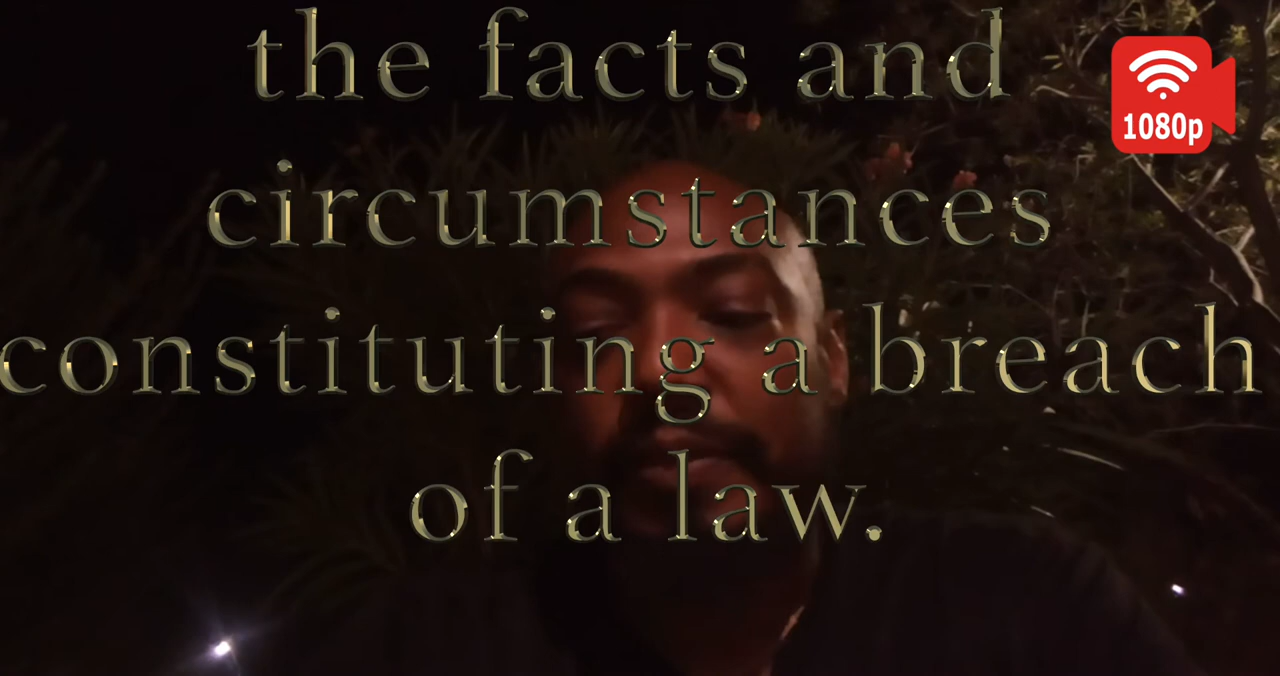 the facts and
1080p
circumstances
constituting a breach
of a law.